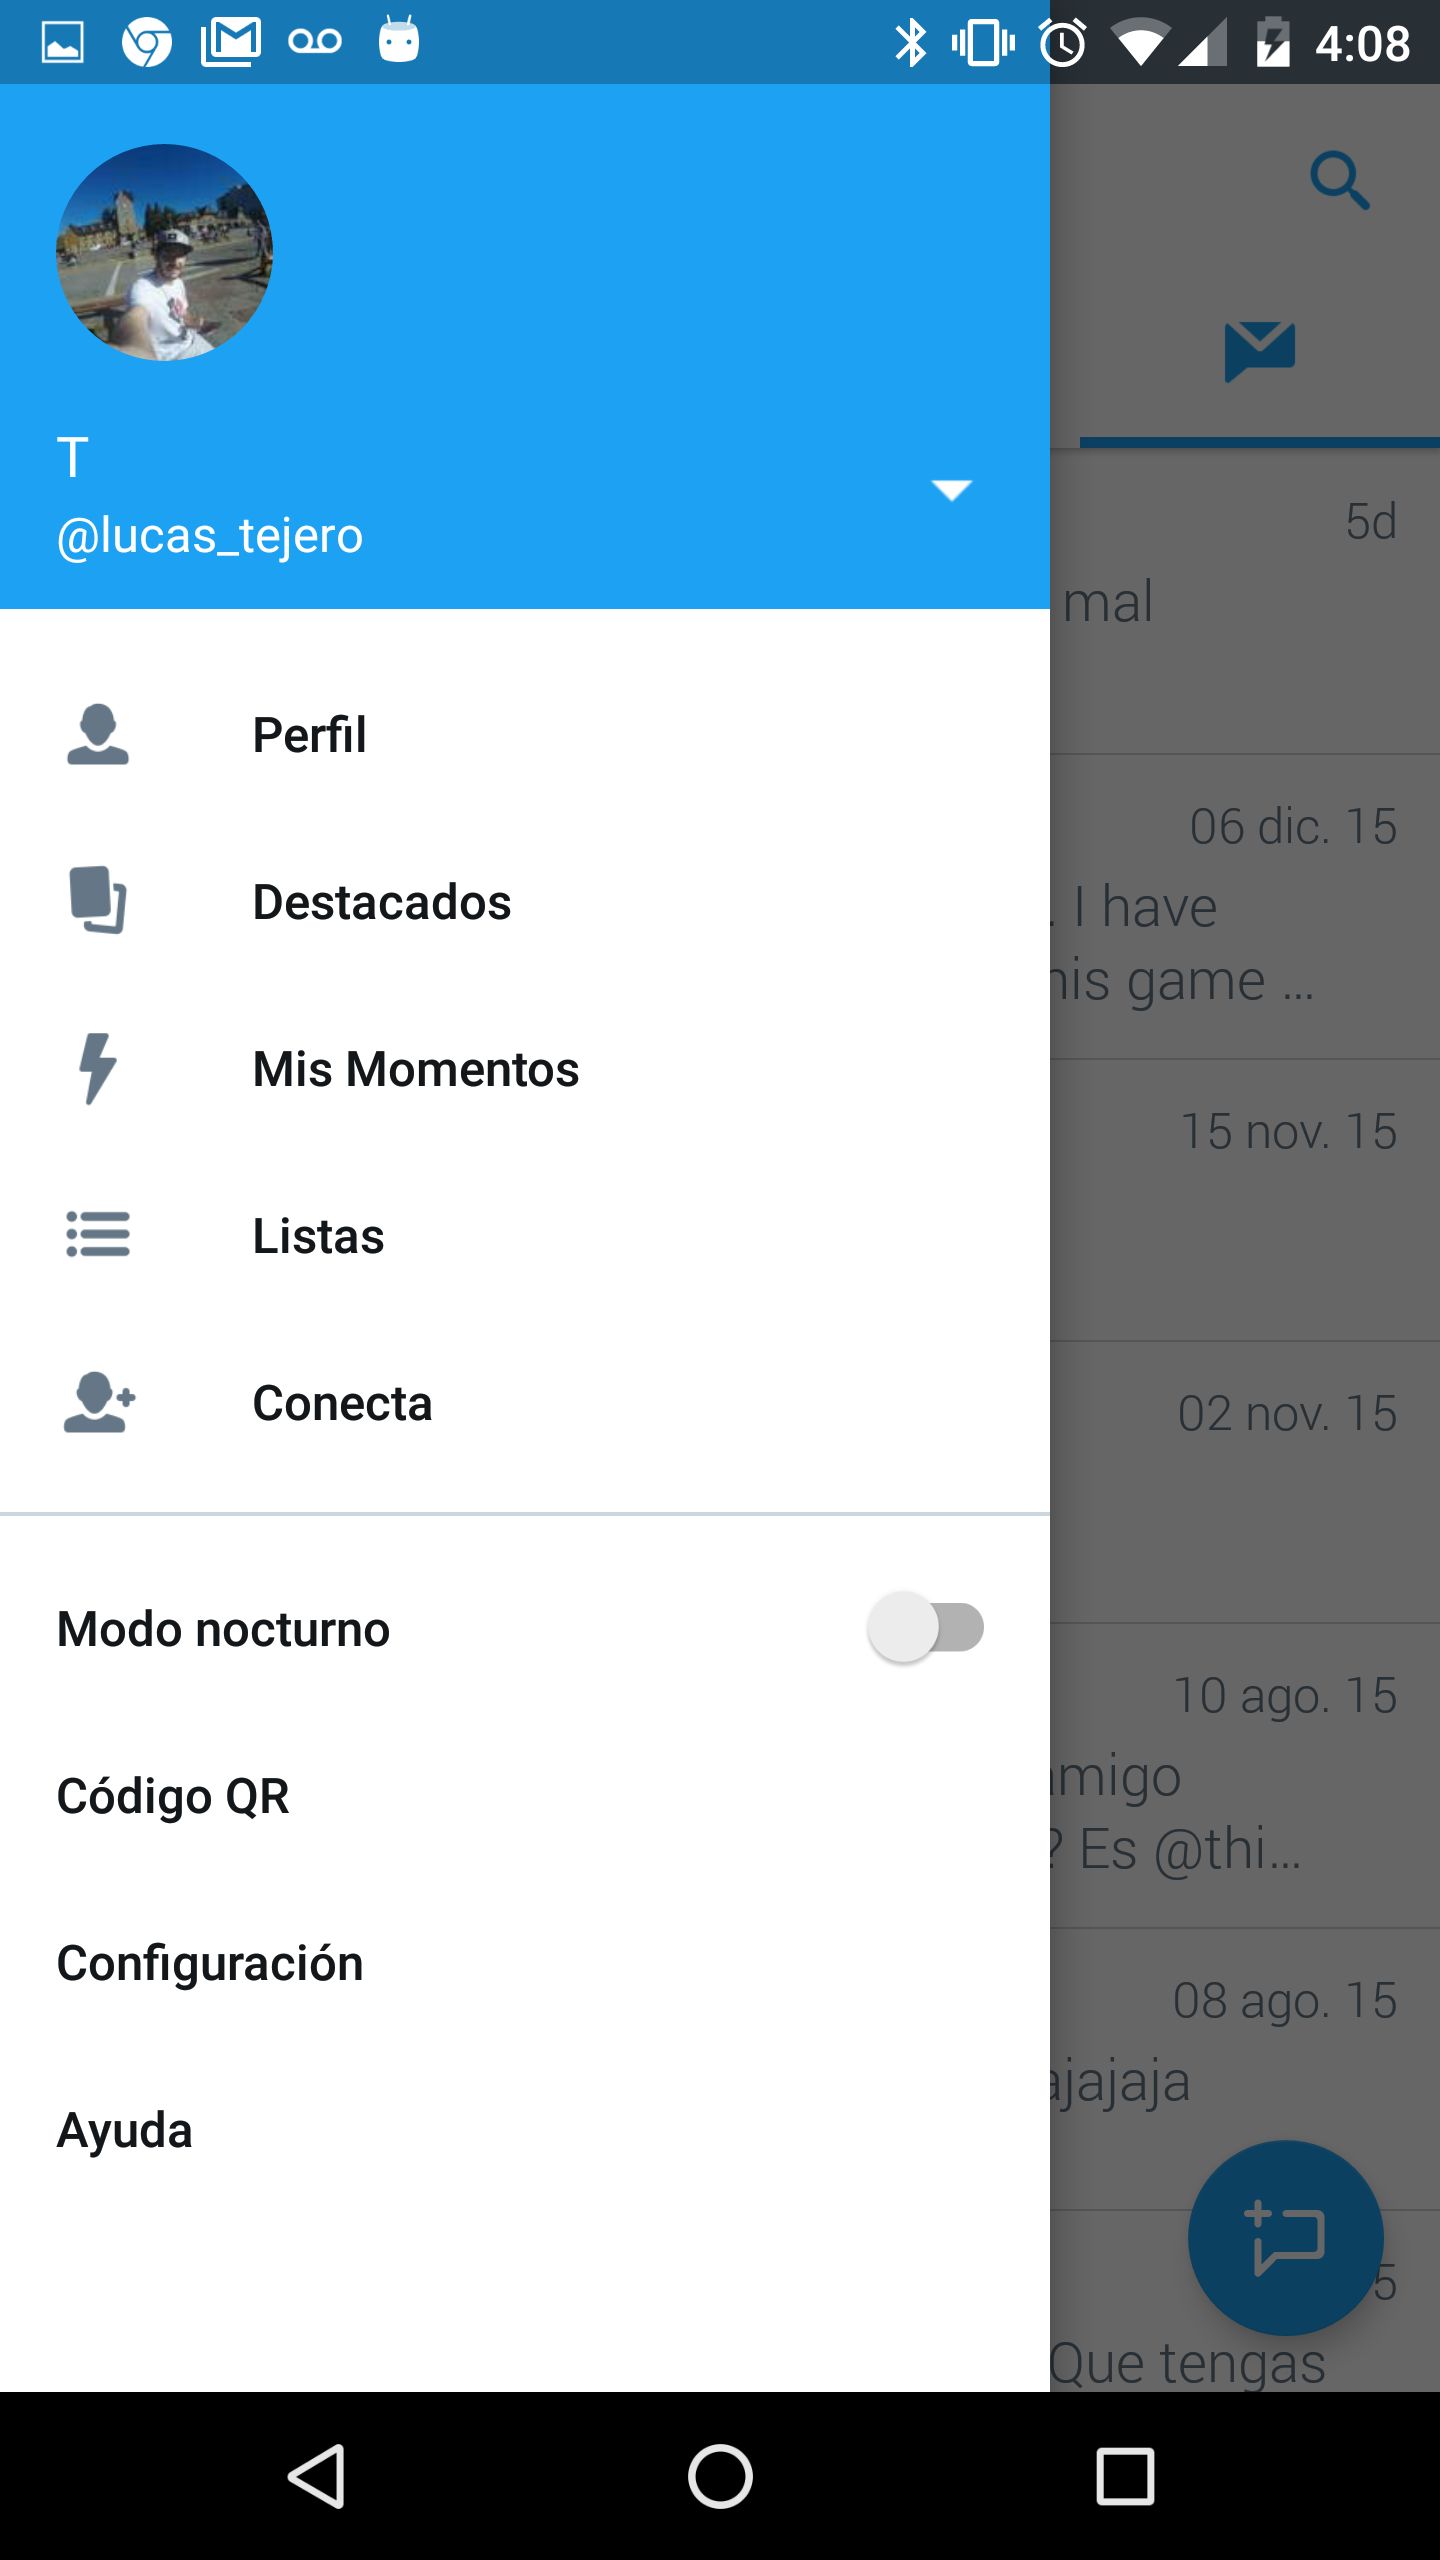 4:08
T
@lucas_tejero
Perfil
Destacados
Mis Momentos
Listas
Conecta
Modo nocturno
Código QR
Configuración
Ayuda
5d
mal
06 dic. 15
. I have
his game ...
15 nov. 15
02 nov. 15
10 ago. 15
amigo
? Es @thi...
08 ago. 15
ajajaja
5
Que tengas